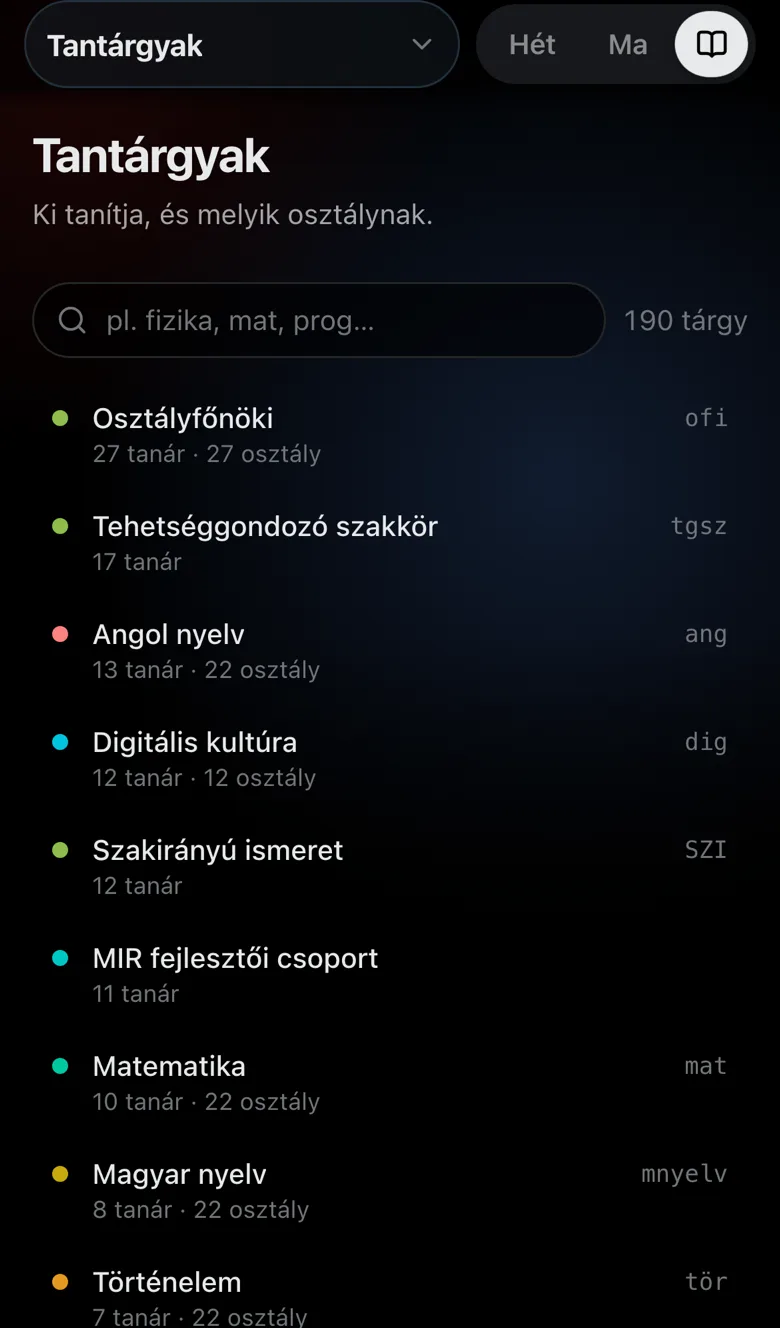 Tantárgyak
Hét
Ma
Tantárgyak
Ki tanítja, és melyik osztálynak.
pl. fizika, mat, prog...
190 tárgy
Osztályfőnöki
ofi
27 tanár · 27 osztály
Tehetséggondozó szakkör
tgsz
17 tanár
Angol nyelv
ang
13 tanár · 22 osztály
Digitális kultúra
dig
12 tanár · 12 osztály
Szakirányú ismeret
SZI
12 tanár
MIR fejlesztői csoport
11 tanár
Matematika
mat
10 tanár · 22 osztály
Magyar nyelv
mnyelv
8 tanár · 22 osztály
Történelem
tör
7 tanár · 22 osztály